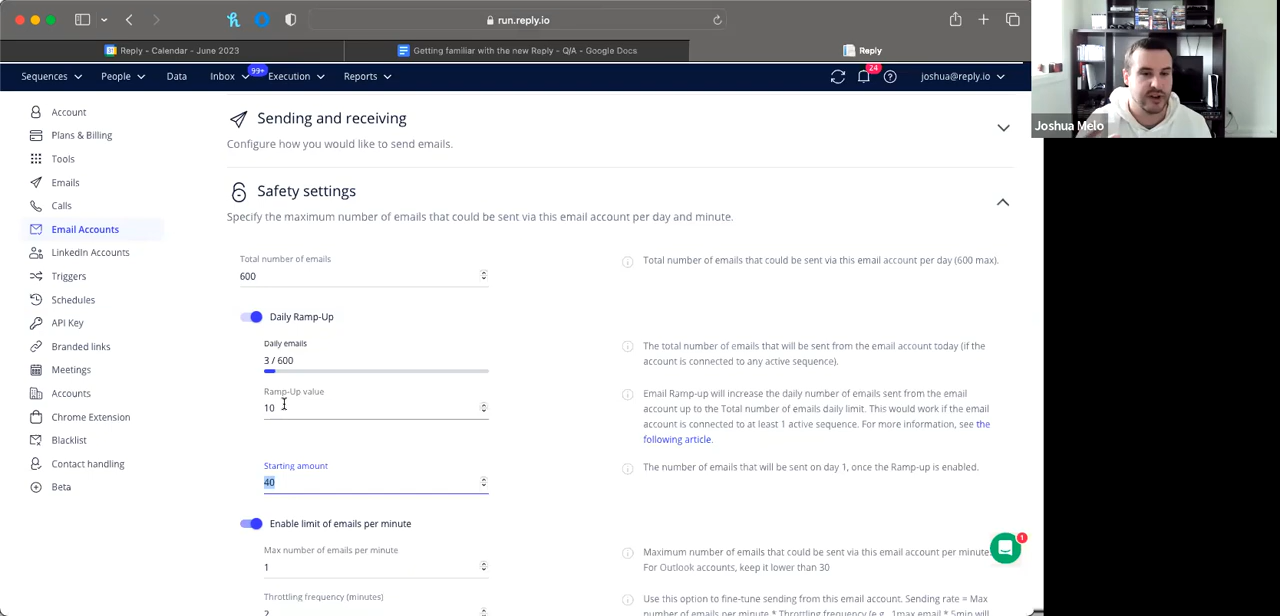 run.reply.io
Reply - Calendar - June 2023
Getting familiar with the new Reply - Q/A - Google Docs
Reply
Sequences
People
Data
Inbox
99+
Execution
Reports
24
joshua@reply.io
Joshua Melo
Account
Plans & Billing
Tools
Emails
Calls
Email Accounts
LinkedIn Accounts
Triggers
Schedules
API Key
Branded links
Meetings
Accounts
Chrome Extension
Blacklist
Contact handling
Beta
Sending and receiving
Configure how you would like to send emails.
Safety settings
Specify the maximum number of emails that could be sent via this email account per day and minute.
Total number of emails
600
Total number of emails that could be sent via this email account per day (600 max).
Daily Ramp-Up
Daily emails
3 / 600
The total number of emails that will be sent from the email account today (if the
account is connected to any active sequence).
Ramp-Up value
10
Email Ramp-up will increase the daily number of emails sent from the email
account up to the Total number of emails daily limit. This would work if the email
account is connected to at least 1 active sequence. For more information, see the
following article.
Starting amount
40
The number of emails that will be sent on day 1, once the Ramp-up is enabled.
Enable limit of emails per minute
Max number of emails per minute
1
Maximum number of emails that could be sent via this email account per minute.
For Outlook accounts, keep it lower than 30
1
Throttling frequency (minutes)
2
Use this option to fine-tune sending from this email account. Sending rate = Max
number of emails per minute * Throttling frequency (e.g., 1max email * 5min will